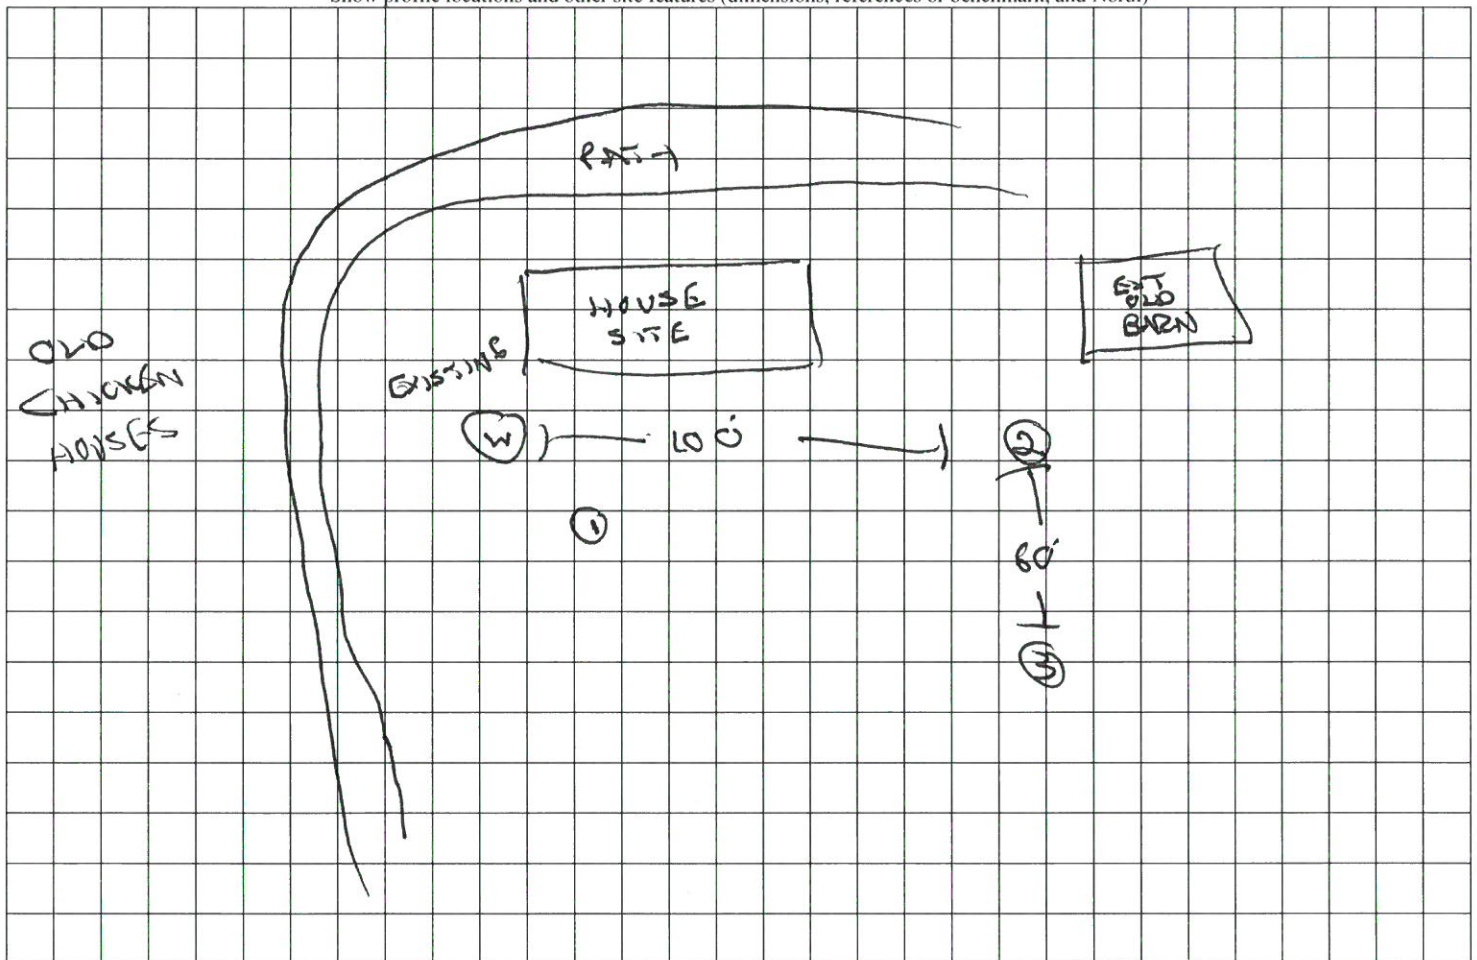 Show profile locations and other site features (dimensions, references or benchmark, and North)
PATH
HOUSE
SITE
EXT
OLD
BARN
OLD
CHICKEN
HOUSES
EXISTING
W
100'
2
1
60'
3